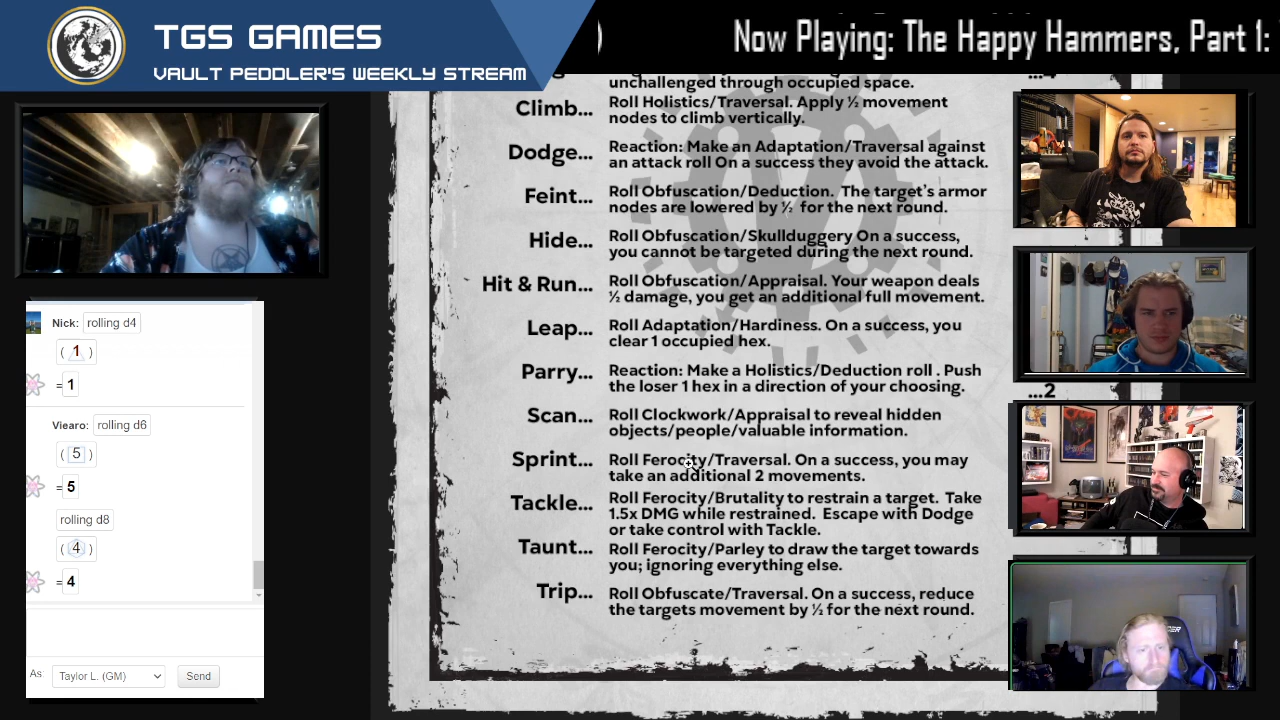 TGS GAMES
VAULT PEDDLER'S WEEKLY STREAM
Now Playing: The Happy Hammers, Part 1:
unchallenged through occupied space.
Climb... Roll Holistics/Traversal. Apply ½ movement
nodes to climb vertically.
Dodge... Reaction: Make an Adaptation/Traversal against
an attack roll On a success they avoid the attack.
Feint... Roll Obfuscation/Deduction. The target's armor
nodes are lowered by ½ for the next round.
Hide... Roll Obfuscation/Skullduggery On a success,
you cannot be targeted during the next round.
Hit & Run... Roll Obfuscation/Appraisal. Your weapon deals
½ damage, you get an additional full movement.
Leap... Roll Adaptation/Hardiness. On a success, you
clear 1 occupied hex.
Parry... Reaction: Make a Holistics/Deduction roll . Push
the loser 1 hex in a direction of your choosing.
...2
Scan... Roll Clockwork/Appraisal to reveal hidden
objects/people/valuable information.
Sprint... Roll Ferocity/Traversal. On a success, you may
take an additional 2 movements.
Tackle... Roll Ferocity/Brutality to restrain a target. Take
1.5x DMG while restrained. Escape with Dodge
or take control with Tackle.
Taunt... Roll Ferocity/Parley to draw the target towards
you; ignoring everything else.
Trip... Roll Obfuscate/Traversal. On a success, reduce
the targets movement by ½ for the next round.
Nick: rolling d4
( 1 )
= 1
Viearo: rolling d6
( 5 )
= 5
rolling d8
( 4 )
= 4
As: Taylor L. (GM) Send